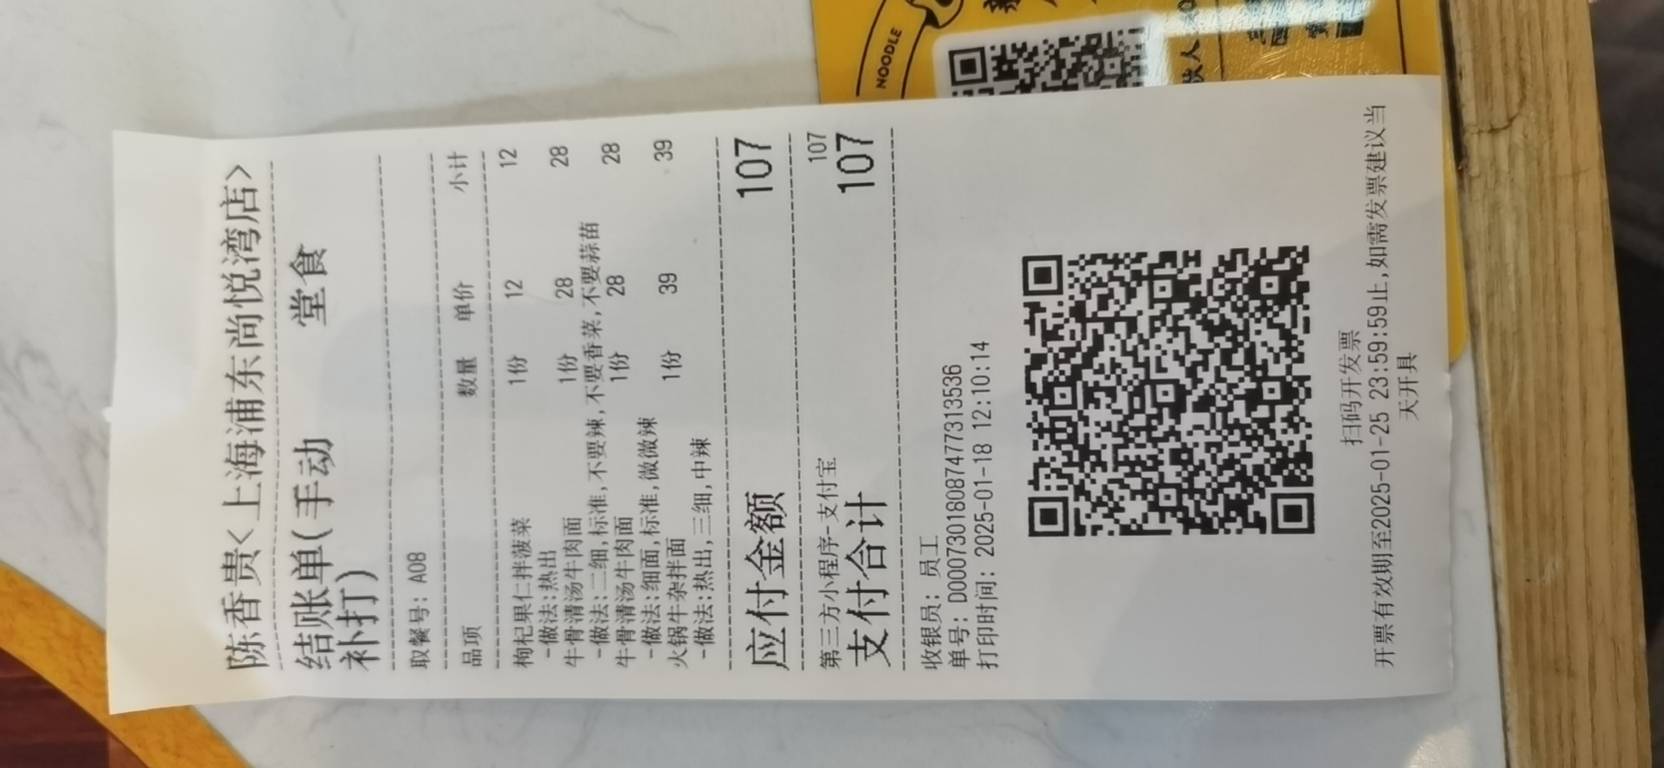 陈香贵<上海浦东尚悦湾店>
结账单(手动 堂食
补打)
取餐号: A08
品项 数量 单价 小计
枸杞果仁拌菠菜 1份 12 12
-做法:热出
牛骨清汤牛肉面 1份 28 28
-做法:二细,标准,不要辣,不要香菜,不要蒜苗
牛骨清汤牛肉面 1份 28 28
-做法:细面,标准,微微辣
火锅牛杂拌面 1份 39 39
-做法:热出,三细,中辣
应付金额 107
第三方小程序-支付宝 107
支付合计 107
收银员: 员工
单号: D00073018087477313536
打印时间: 2025-01-18 12:10:14
扫码开发票
开票有效期至2025-01-25 23:59:59止,如需发票建议当
天开具
NOODLE